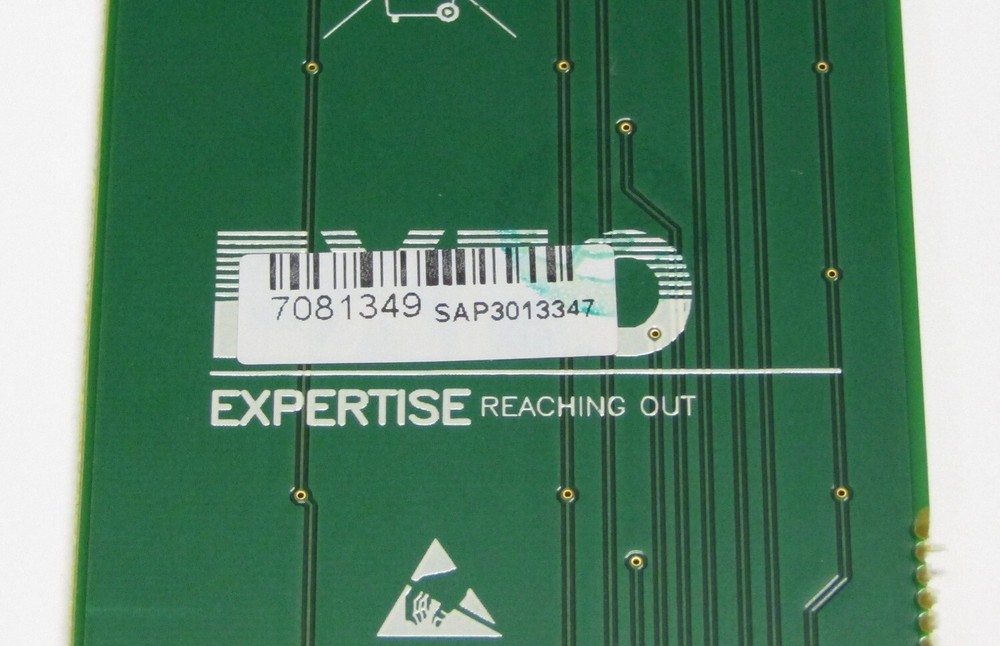 7081349 SAP3013347
EXPERTISE REACHING OUT